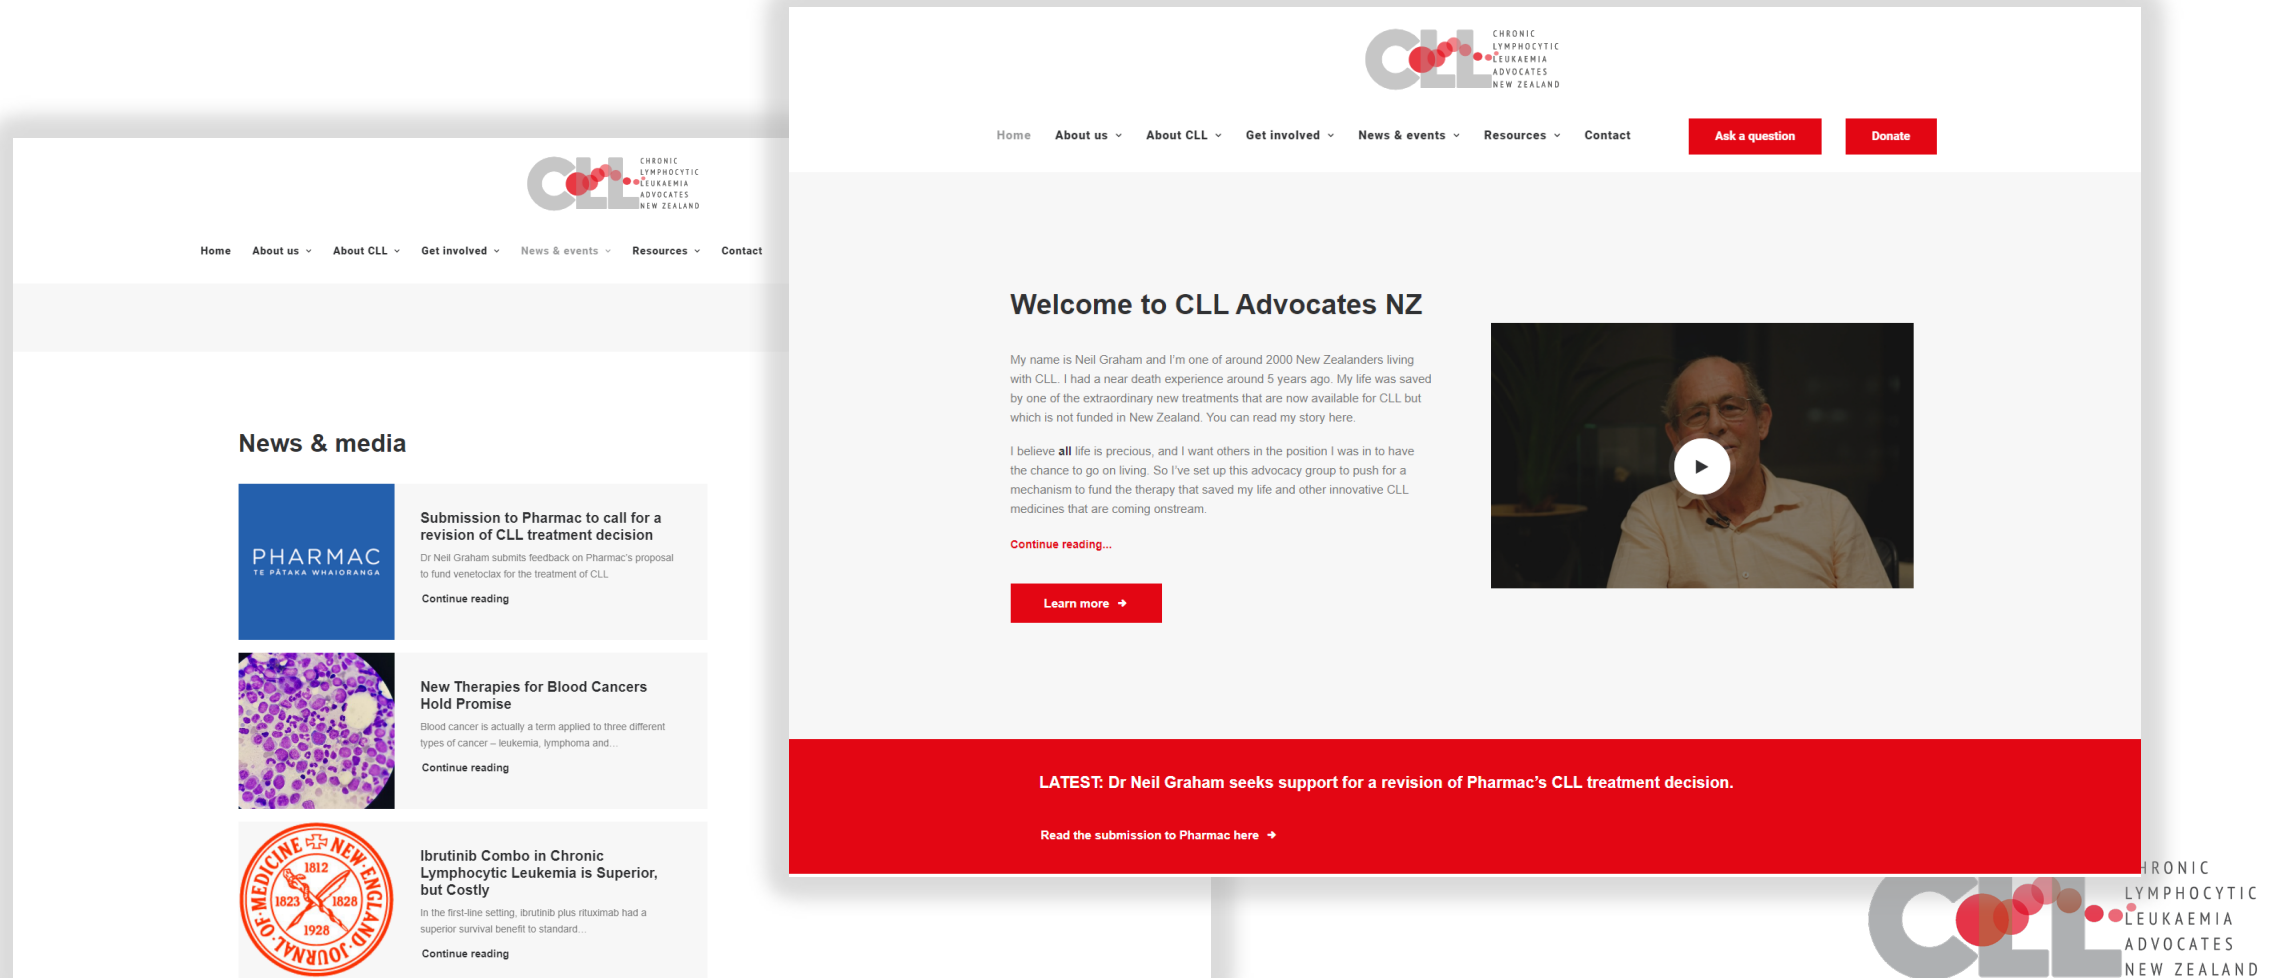 CLL
CHRONIC
LYMPHOCYTIC
LEUKAEMIA
ADVOCATES
NEW ZEALAND
Home About us About CLL Get involved News & events Resources Contact
News & media
PHARMAC
TE PĀTAKA WHAIORANGA
Submission to Pharmac to call for a
revision of CLL treatment decision
Dr Neil Graham submits feedback on Pharmac's proposal
to fund venetoclax for the treatment of CLL
Continue reading
New Therapies for Blood Cancers
Hold Promise
Blood cancer is actually a term applied to three different
types of cancer – leukemia, lymphoma and…
Continue reading
NEW ENGLAND JOURNAL OF MEDICINE
1812
1823 1828
1928
Ibrutinib Combo in Chronic
Lymphocytic Leukemia is Superior,
but Costly
In the first-line setting, ibrutinib plus rituximab had a
superior survival benefit to standard…
Continue reading
CLL
CHRONIC
LYMPHOCYTIC
LEUKAEMIA
ADVOCATES
NEW ZEALAND
Home About us About CLL Get involved News & events Resources Contact Ask a question Donate
Welcome to CLL Advocates NZ
My name is Neil Graham and I'm one of around 2000 New Zealanders living
with CLL. I had a near death experience around 5 years ago. My life was saved
by one of the extraordinary new treatments that are now available for CLL but
which is not funded in New Zealand. You can read my story here.
I believe all life is precious, and I want others in the position I was in to have
the chance to go on living. So I've set up this advocacy group to push for a
mechanism to fund the therapy that saved my life and other innovative CLL
medicines that are coming onstream.
Continue reading...
Learn more
LATEST: Dr Neil Graham seeks support for a revision of Pharmac's CLL treatment decision.
Read the submission to Pharmac here
CLL
HRONIC
LYMPHOCYTIC
LEUKAEMIA
ADVOCATES
NEW ZEALAND